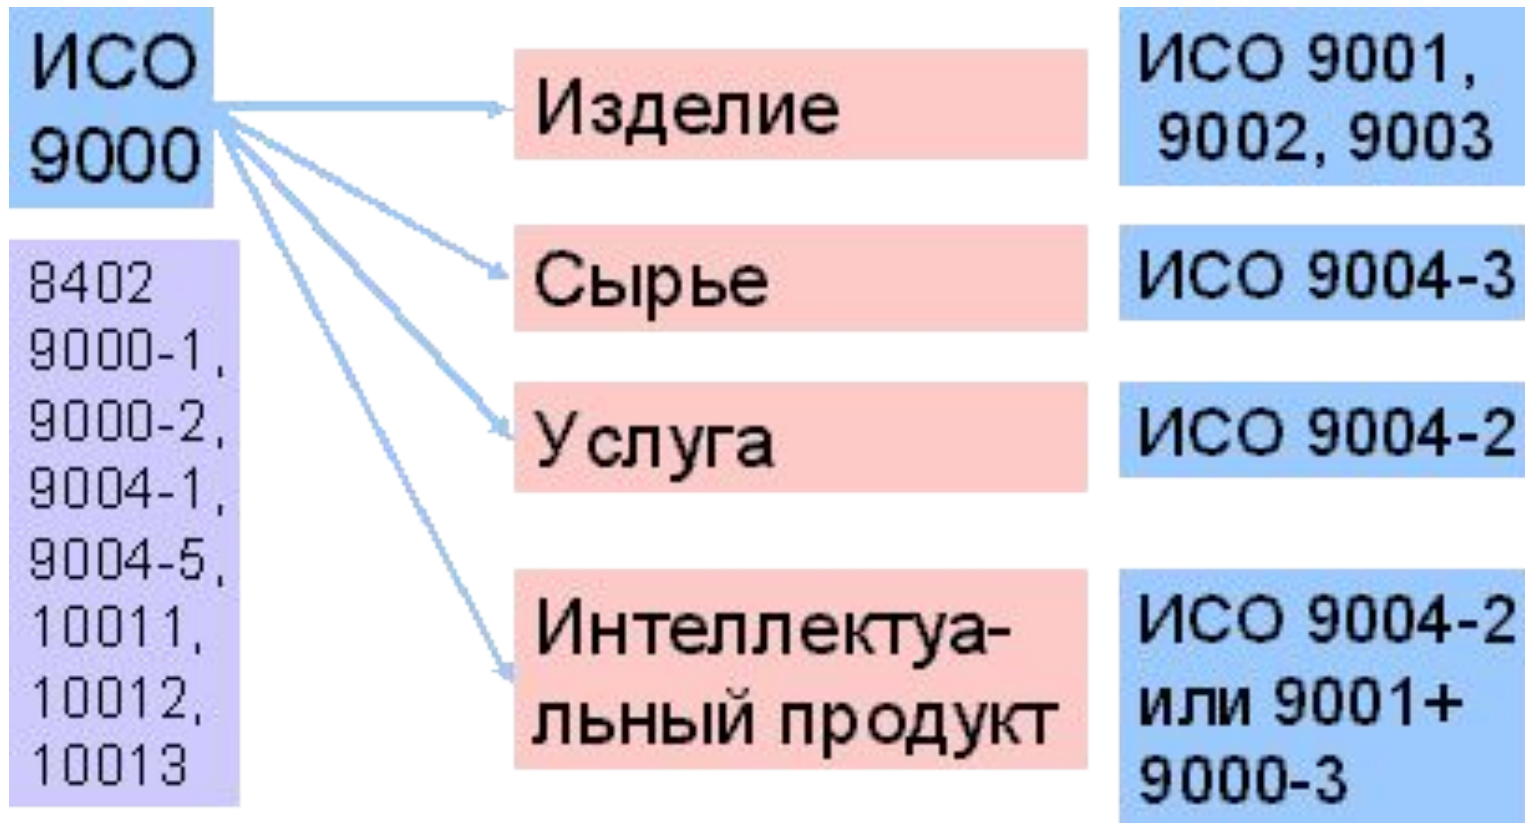 ИСО
9000
8402
9000-1,
9000-2,
9004-1,
9004-5,
10011,
10012,
10013
Изделие
ИСО 9001,
9002, 9003
Сырье
ИСО 9004-3
Услуга
ИСО 9004-2
Интеллектуа-
льный продукт
ИСО 9004-2
или 9001+
9000-3